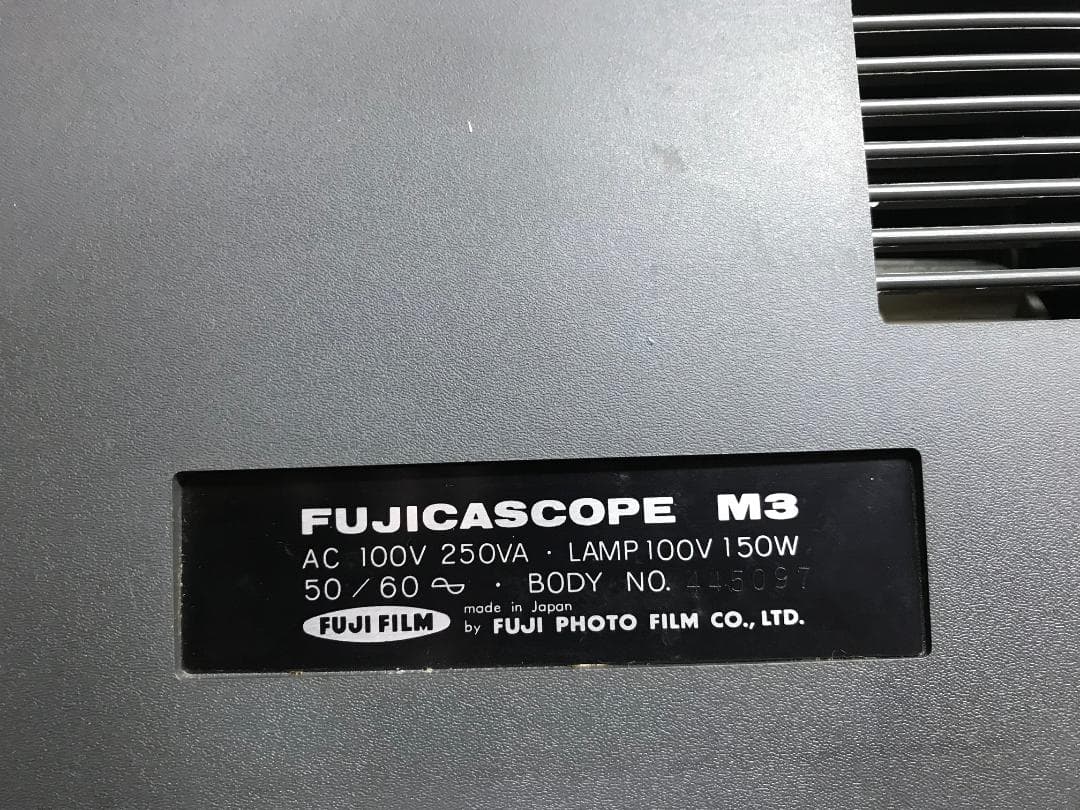 FUJICASCOPE M3
AC 100V 250VA · LAMP 100V 150W
50 / 60 · BODY NO. 445097
FUJI FILM
made in Japan
by FUJI PHOTO FILM CO., LTD.